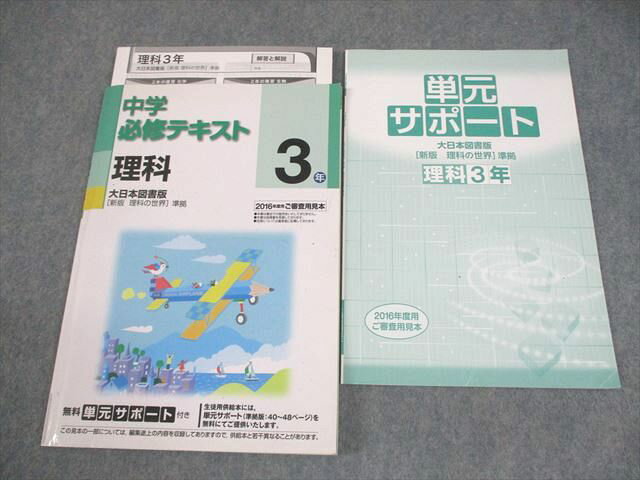 理科3年
解答と解説
大日本図書版[新版 理科の世界]準拠
中学
必修テキスト
理科
3年
大日本図書版
[新版 理科の世界]準拠
2016年度用ご審査用見本
無料単元サポート付き
生徒用供給本には、
単元サポート(準拠版:40〜48ページ)を
無料にてご提供いたします。
この見本の一部については、編集途上の内容を収録してありますので、供給本と若干異なることがあります。
単元
サポート
大日本図書版
[新版 理科の世界]準拠
理科3年
2016年度用
ご審査用見本